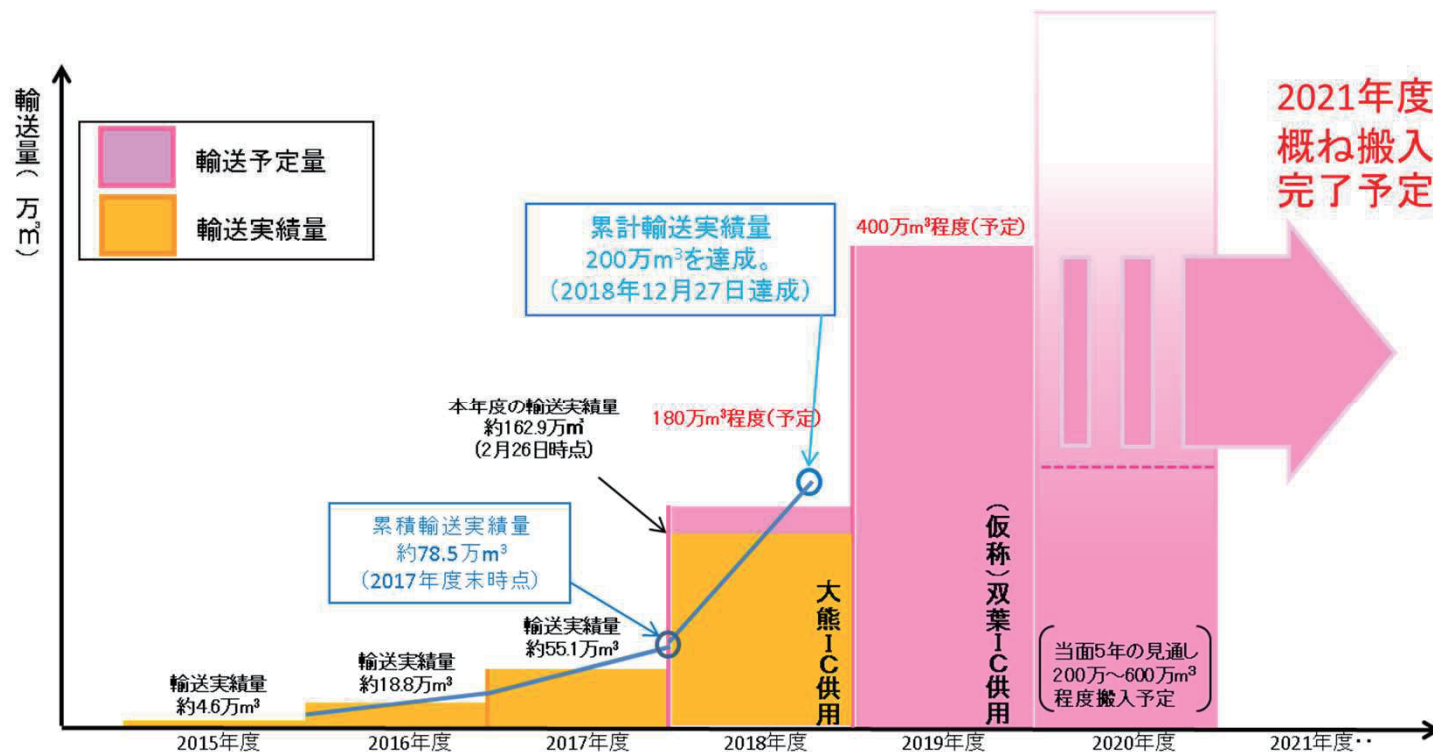 輸送量(万㎥)
輸送予定量
輸送実績量
累計輸送実績量
200万m³を達成。
(2018年12月27日達成)
400万m³程度(予定)
2021年度
概ね搬入
完了予定
本年度の輸送実績量
約162.9万㎥
(2月26日時点)
180万m³程度(予定)
累積輸送実績量
約78.5万m³
(2017年度末時点)
輸送実績量
約4.6万m³
輸送実績量
約18.8万m³
輸送実績量
約55.1万m³
大熊IC供用
(仮称)双葉IC供用
当面5年の見通し
200万~600万m³
程度搬入予定
2015年度
2016年度
2017年度
2018年度
2019年度
2020年度
2021年度‥